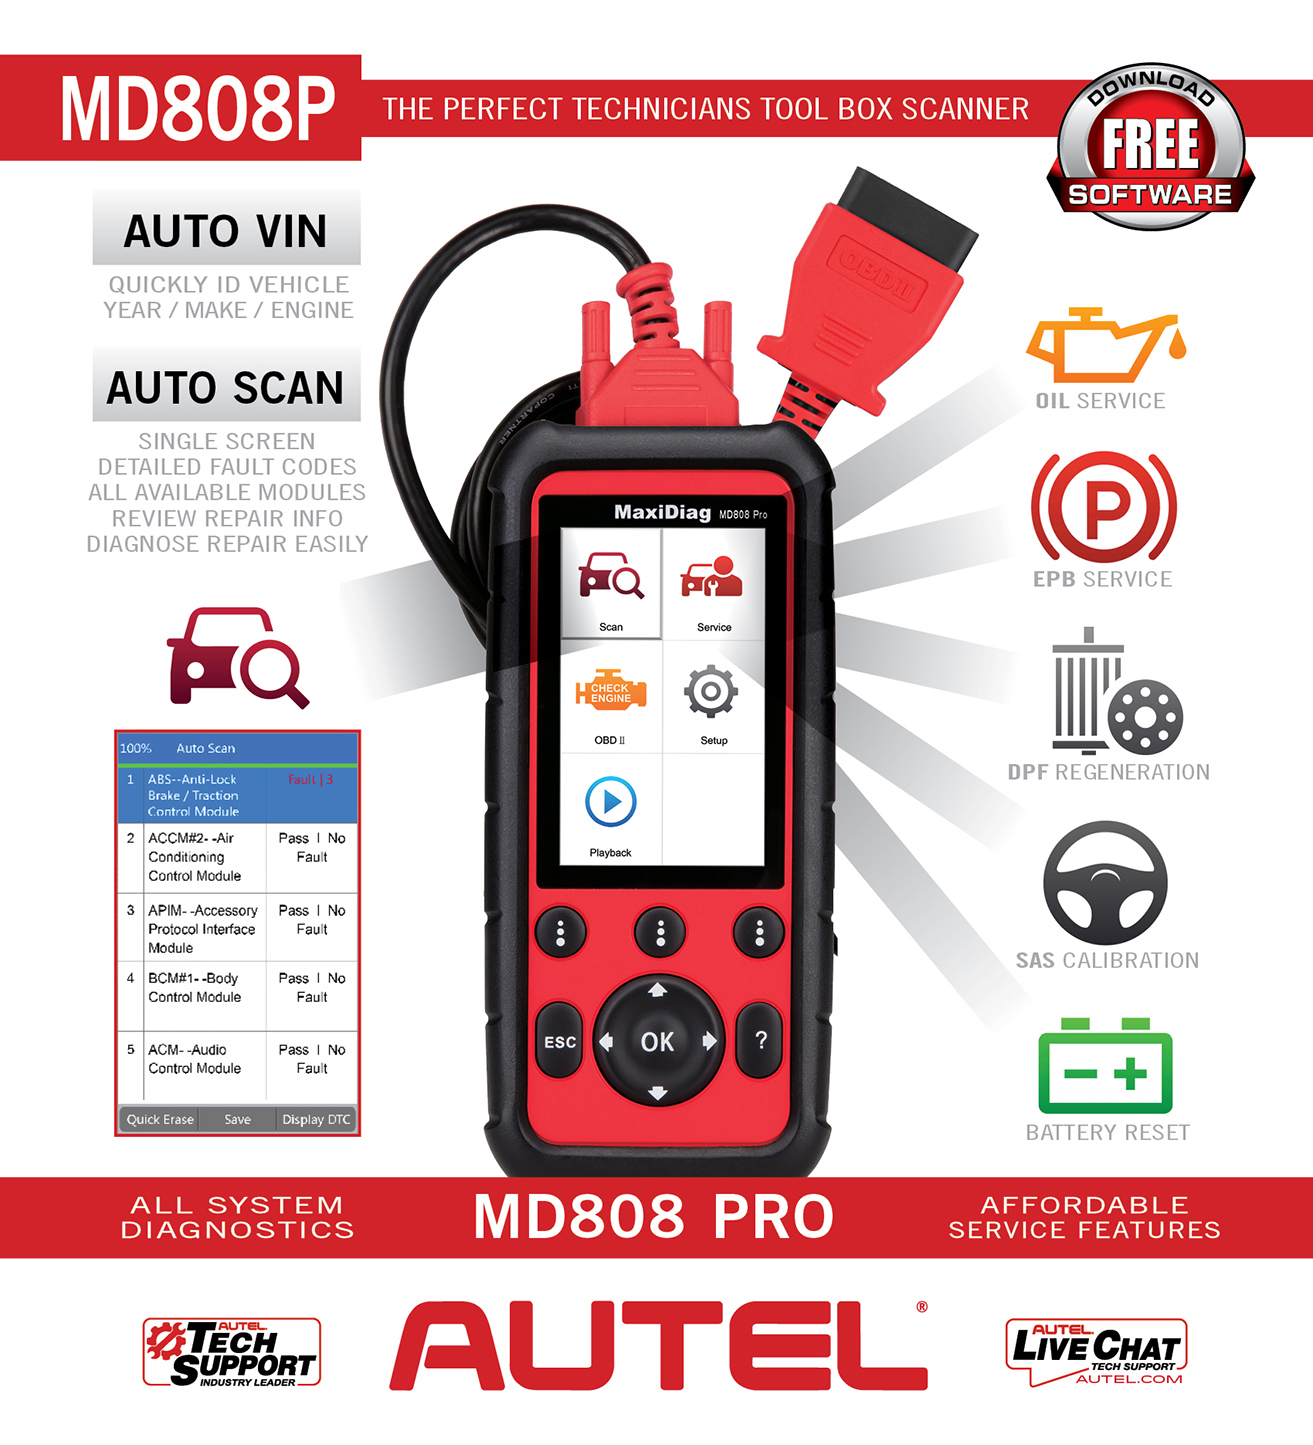 MD808P
THE PERFECT TECHNICIANS TOOL BOX SCANNER
DOWNLOAD
FREE
SOFTWARE
AUTO VIN
QUICKLY ID VEHICLE
YEAR / MAKE / ENGINE
AUTO SCAN
SINGLE SCREEN
DETAILED FAULT CODES
ALL AVAILABLE MODULES
REVIEW REPAIR INFO
DIAGNOSE REPAIR EASILY
100% Auto Scan
1 ABS--Anti-Lock Fault | 3
Brake / Traction
Control Module
2 ACCM#2- -Air Pass | No
Conditioning Fault
Control Module
3 APIM- -Accessory Pass | No
Protocol Interface Fault
Module
4 BCM#1- -Body Pass | No
Control Module Fault
5 ACM- -Audio Pass | No
Control Module Fault
Quick Erase Save Display DTC
OBDII
COPARTNER
MaxiDiag MD808 Pro
Scan Service
CHECK
ENGINE
OBD II Setup
Playback
ESC OK ?
OIL SERVICE
P
EPB SERVICE
DPF REGENERATION
SAS CALIBRATION
BATTERY RESET
ALL SYSTEM
DIAGNOSTICS
MD808 PRO
AFFORDABLE
SERVICE FEATURES
AUTEL.
TECH
SUPPORT
INDUSTRY LEADER
AUTEL®
AUTEL.
LIVECHAT
TECH SUPPORT
AUTEL.COM